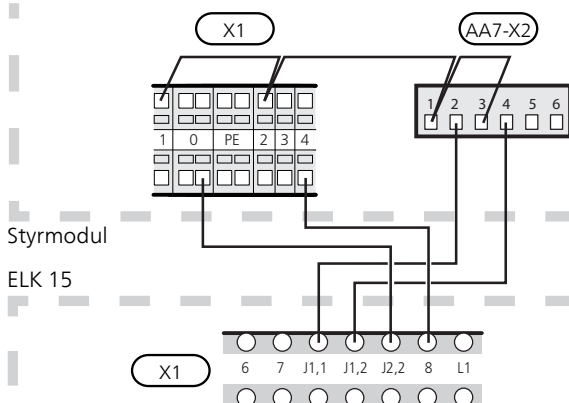 X1
AA7-X2
1 2 3 4 5 6
1 0 PE 2 3 4
Styrmodul
ELK 15
X1
6 7 J1,1 J1,2 J2,2 8 L1